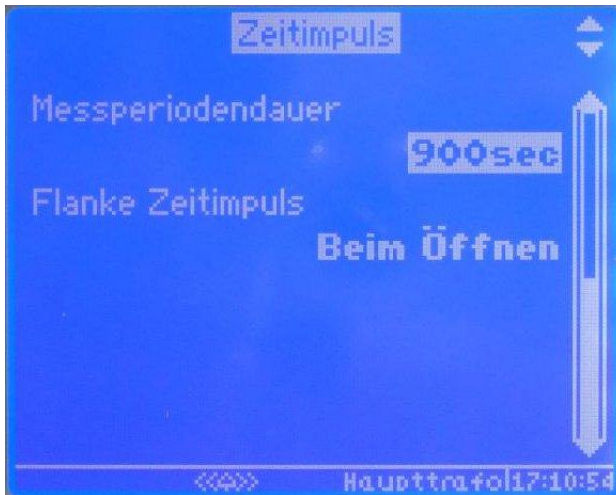 Zeitimpuls
Messperiodendauer
900sec
Flanke Zeitimpuls
Beim Öffnen
Haupttrafo 17:10:54